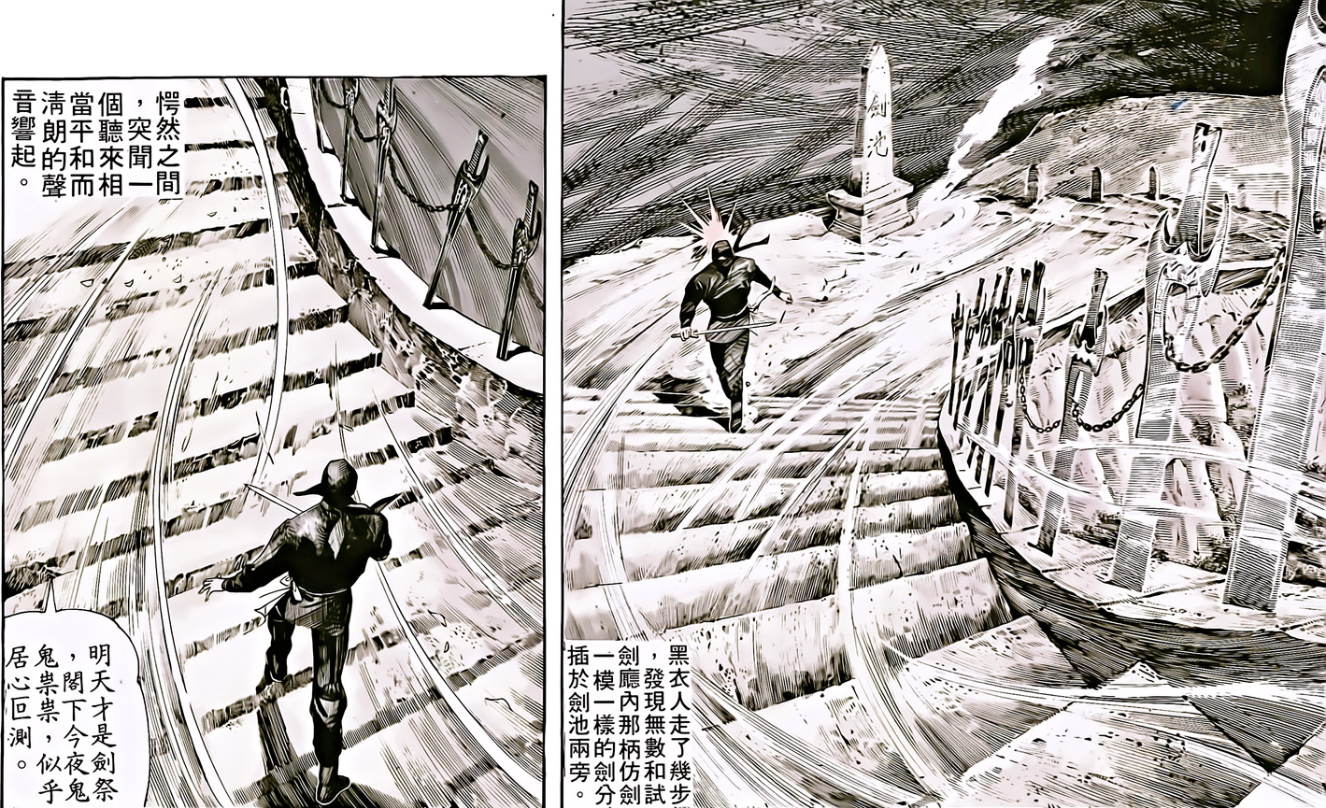 劍池
黑衣人走了幾步
，發現無數和試
劍廳內那柄仿劍
一模一樣的劍分
插於劍池兩旁。
愕然之間
，突聞一
個聽來相
當平和而
清朗的聲
音響起。
明天才是劍祭
，閣下今夜鬼
鬼祟祟，似乎
居心叵測。